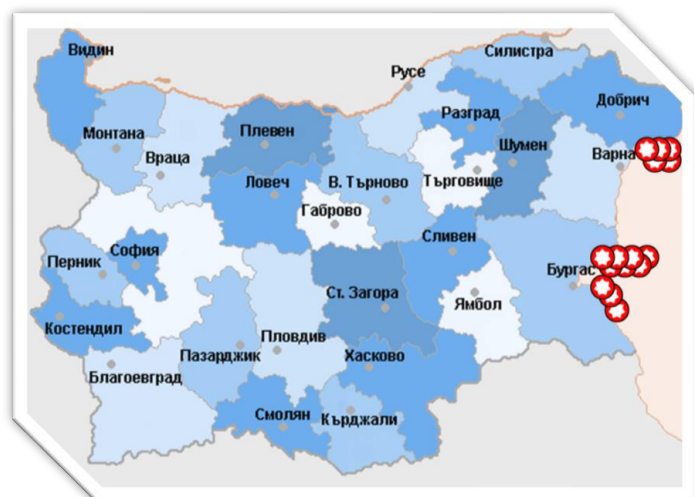 Видин
Силистра
Русе
Добрич
Разград
Монтана
Плевен
Шумен
Варна
Враца
Ловеч
В. Търново
Търговище
Габрово
Сливен
София
Перник
Бургас
Ст. Загора
Ямбол
Костендил
Пловдив
Пазарджик
Хасково
Благоевград
Смолян
Кърджали